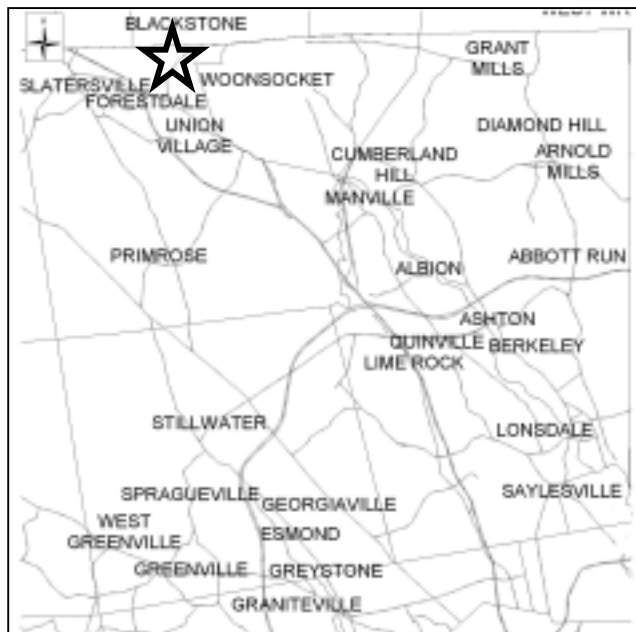 BLACKSTONE
GRANT
MILLS
SLATERSVILLE
WOONSOCKET
FORESTDALE
UNION
VILLAGE
DIAMOND HILL
CUMBERLAND
HILL
ARNOLD
MILLS
MANVILLE
PRIMROSE
ABBOTT RUN
ALBION
ASHTON
QUINVILLE
BERKELEY
LIME ROCK
STILLWATER
LONSDALE
SPRAGUEVILLE
SAYLESVILLE
GEORGIAVILLE
WEST
GREENVILLE
ESMOND
GREENVILLE
GREYSTONE
GRANITEVILLE